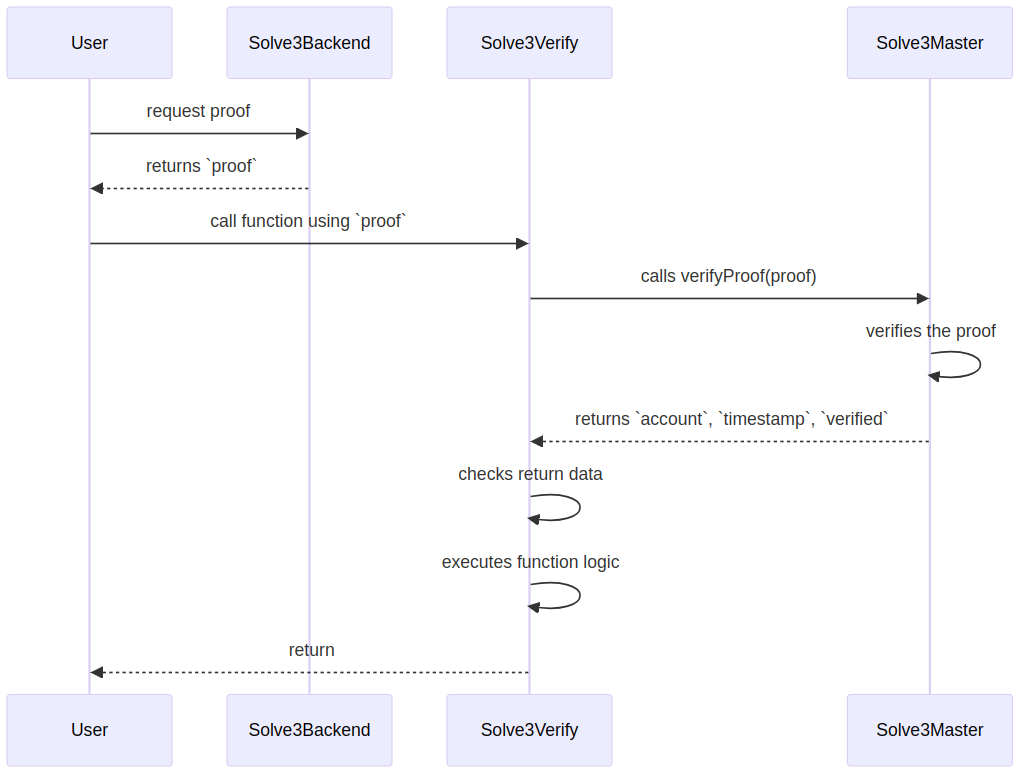 User
Solve3Backend
Solve3Verify
Solve3Master
request proof
returns `proof`
call function using `proof`
calls verifyProof(proof)
verifies the proof
returns `account`, `timestamp`, `verified`
checks return data
executes function logic
return
User
Solve3Backend
Solve3Verify
Solve3Master